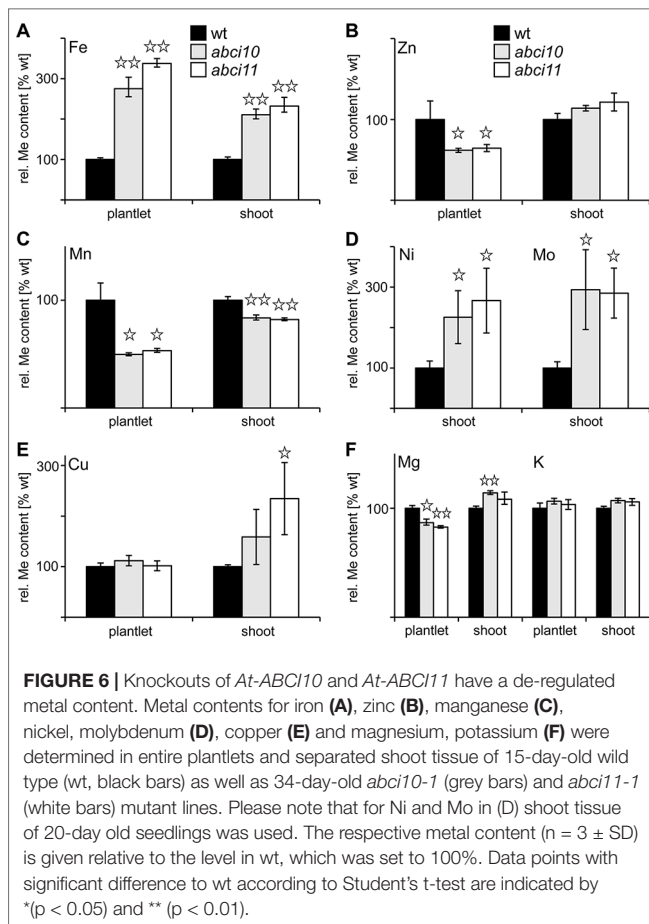 A
Fe
wt
abci10
abci11
rel. Me content [% wt]
300
100
☆☆ ☆☆
☆☆ ☆☆
plantlet
shoot
B
Zn
wt
abci10
abci11
rel. Me content [% wt]
100
☆ ☆
plantlet
shoot
C
Mn
rel. Me content [% wt]
100
☆ ☆
☆☆ ☆☆
plantlet
shoot
D
Ni
Mo
rel. Me content [% wt]
300
100
☆ ☆
☆ ☆
shoot
shoot
E
Cu
rel. Me content [% wt]
300
100
☆
plantlet
shoot
F
Mg
K
rel. Me content [% wt]
100
☆ ☆☆
☆☆
plantlet
shoot
plantlet
shoot
FIGURE 6 | Knockouts of At-ABCI10 and At-ABCI11 have a de-regulated
metal content. Metal contents for iron (A), zinc (B), manganese (C),
nickel, molybdenum (D), copper (E) and magnesium, potassium (F) were
determined in entire plantlets and separated shoot tissue of 15-day-old wild
type (wt, black bars) as well as 34-day-old abci10-1 (grey bars) and abci11-1
(white bars) mutant lines. Please note that for Ni and Mo in (D) shoot tissue
of 20-day old seedlings was used. The respective metal content (n = 3 ± SD)
is given relative to the level in wt, which was set to 100%. Data points with
significant difference to wt according to Student’s t-test are indicated by
*(p < 0.05) and ** (p < 0.01).